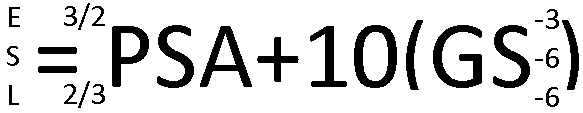 E 3/2 -3
S = PSA+10(GS -6)
L 2/3 -6